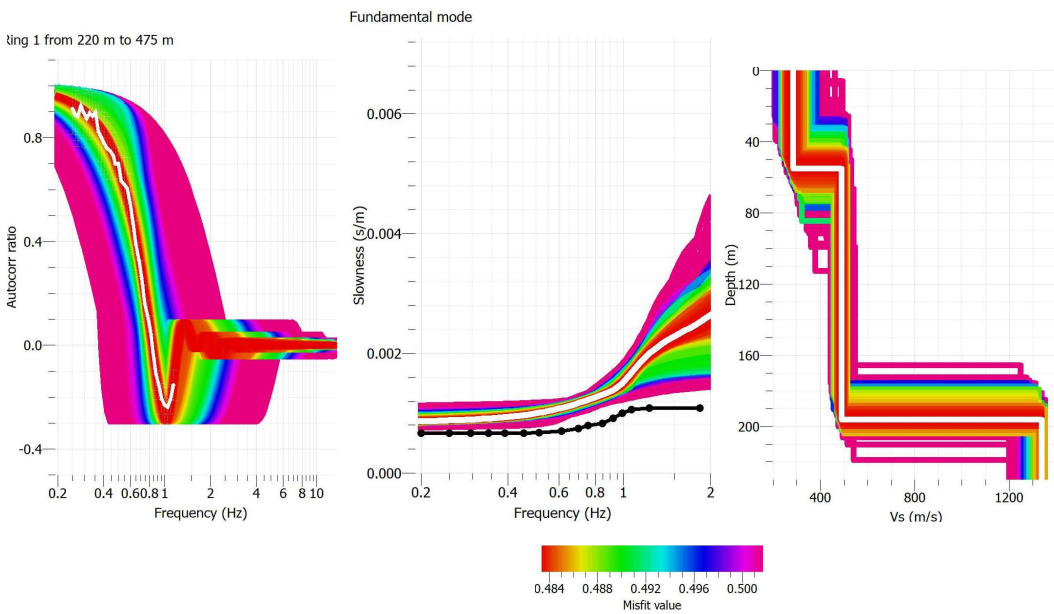 Fundamental mode
Ring 1 from 220 m to 475 m
Autocorr ratio
0.8
0.4
0.0
-0.4
0.2 0.4 0.60.8 1 2 4 6 8 10
Frequency (Hz)
Slowness (s/m)
0.006
0.004
0.002
0.000
0.2 0.4 0.6 0.8 1 2
Frequency (Hz)
Depth (m)
0
40
80
120
160
200
400 800 1200
Vs (m/s)
0.484 0.488 0.492 0.496 0.500
Misfit value